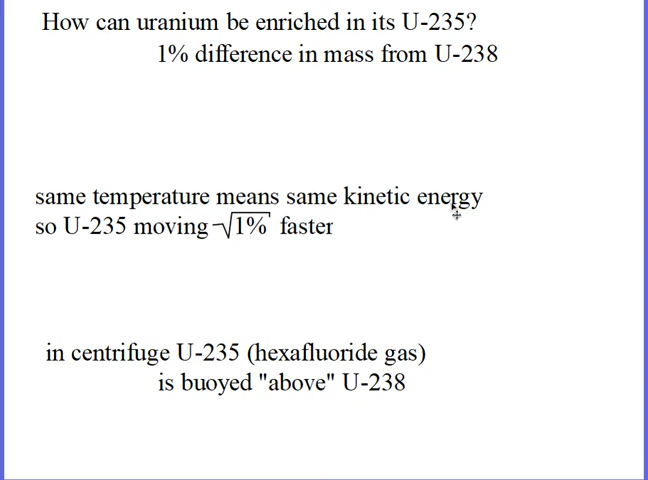 How can uranium be enriched in its U-235?
1% difference in mass from U-238
same temperature means same kinetic energy
so U-235 moving √1% faster
in centrifuge U-235 (hexafluoride gas)
is buoyed "above" U-238